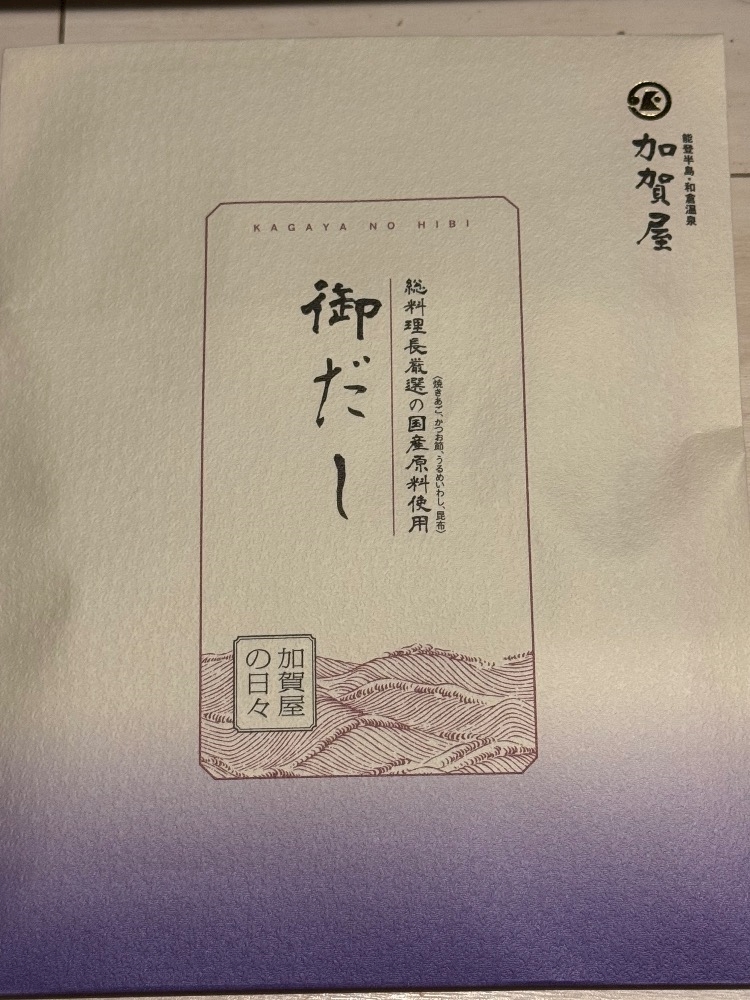 能登半島・和倉温泉
加賀屋
KAGAYA NO HIBI
総料理長厳選の国産原料使用
(焼きあご、かつお節、うるめいわし、昆布)
御だし
加賀屋
の日々